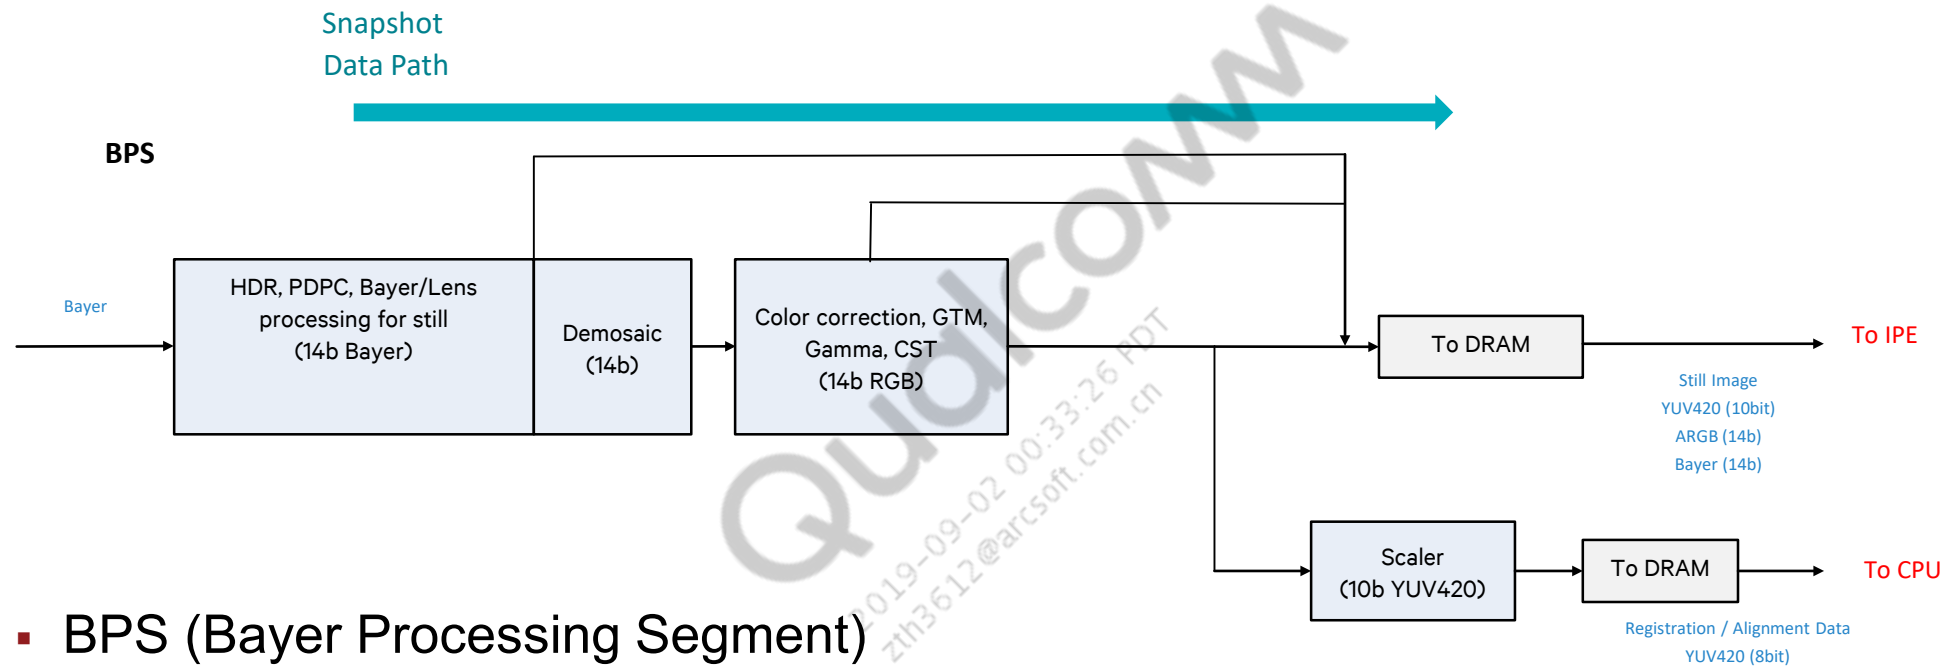 Snapshot
Data Path
BPS
Bayer
HDR, PDPC, Bayer/Lens
processing for still
(14b Bayer)
Demosaic
(14b)
Color correction, GTM,
Gamma, CST
(14b RGB)
To DRAM
To IPE
Still Image
YUV420 (10bit)
ARGB (14b)
Bayer (14b)
Scaler
(10b YUV420)
To DRAM
To CPU
Registration / Alignment Data
YUV420 (8bit)
▪ BPS (Bayer Processing Segment)
Qualcomm
2019-09-02 00:33:26 PDT
zth3612@arcsoft.com.cn